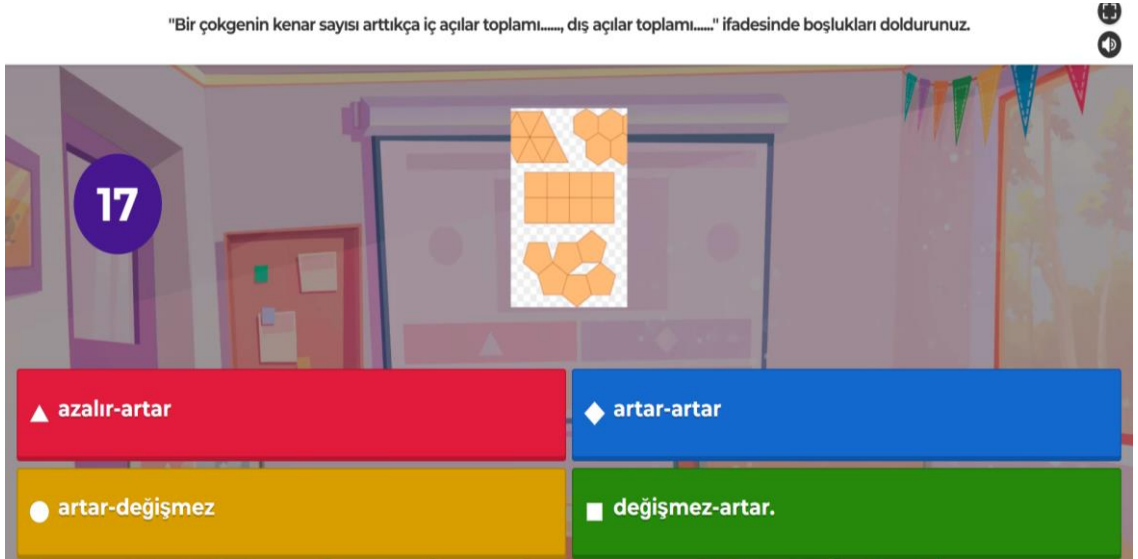 "Bir çokgenin kenar sayısı arttıkça iç açılar toplamı......, dış açılar toplamı......" ifadesinde boşlukları doldurunuz.
17
azalır-artar
artar-artar
artar-değişmez
değişmez-artar.